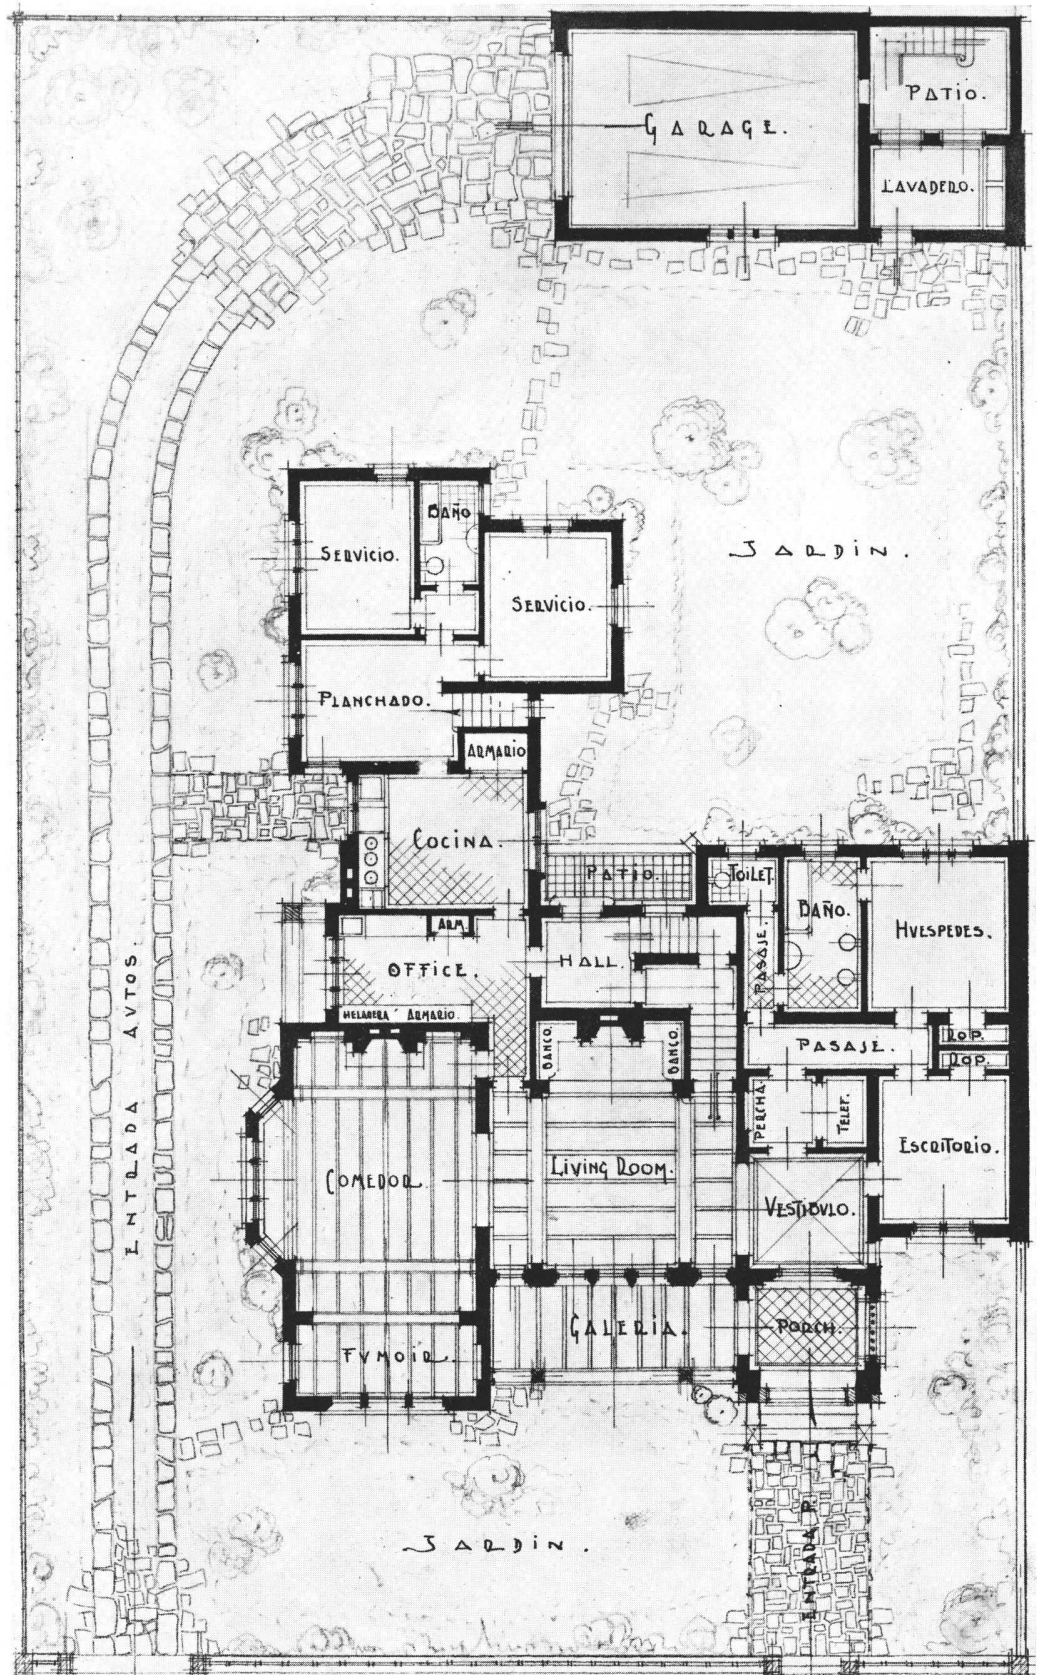 GARAGE.
PATIO.
LAVADERO.
BAÑO
SERVICIO.
JARDIN.
SERVICIO.
PLANCHADO.
ARMARIO
COCINA.
PATIO.
TOILET.
BAÑO.
HUESPEDES.
ARM.
OFFICE.
HALL.
PASAJE.
HELADERA ARMARIO.
BANCO.
BANCO.
PASAJE.
ROP.
ROP.
PERCHA.
TELEF.
ESCRITORIO.
COMEDOR.
LIVING ROOM.
VESTIBULO.
ENTRADA AUTOS.
GALERIA.
PORCH.
FUMOIR.
JARDIN.
ENTRADA P.